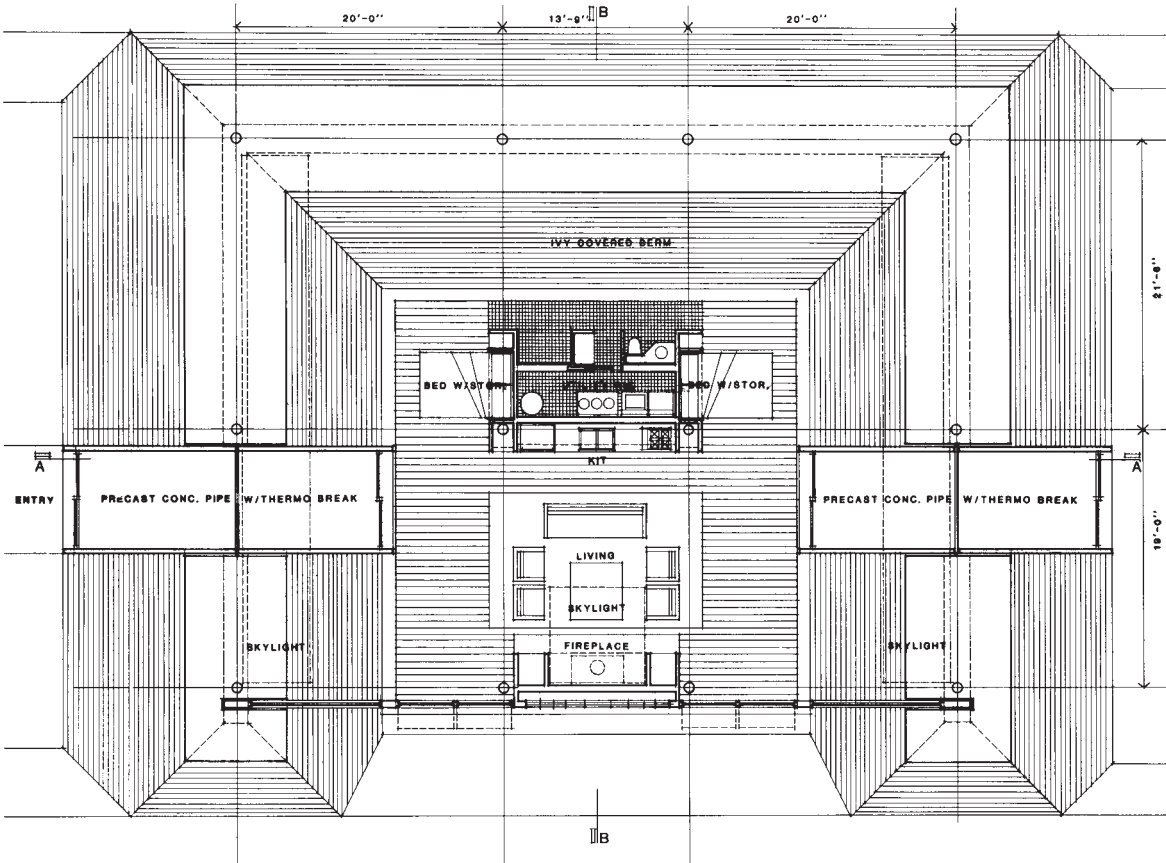 B
20'-0" 13'-9" 20'-0"
IVY COVERED BERM
21'-6"
BED W/STOR.
BED W/STOR.
KIT
A
A
ENTRY
PRECAST CONC. PIPE W/THERMO BREAK
PRECAST CONC. PIPE W/THERMO BREAK
19'-0"
LIVING
SKYLIGHT
FIREPLACE
SKYLIGHT
SKYLIGHT
B